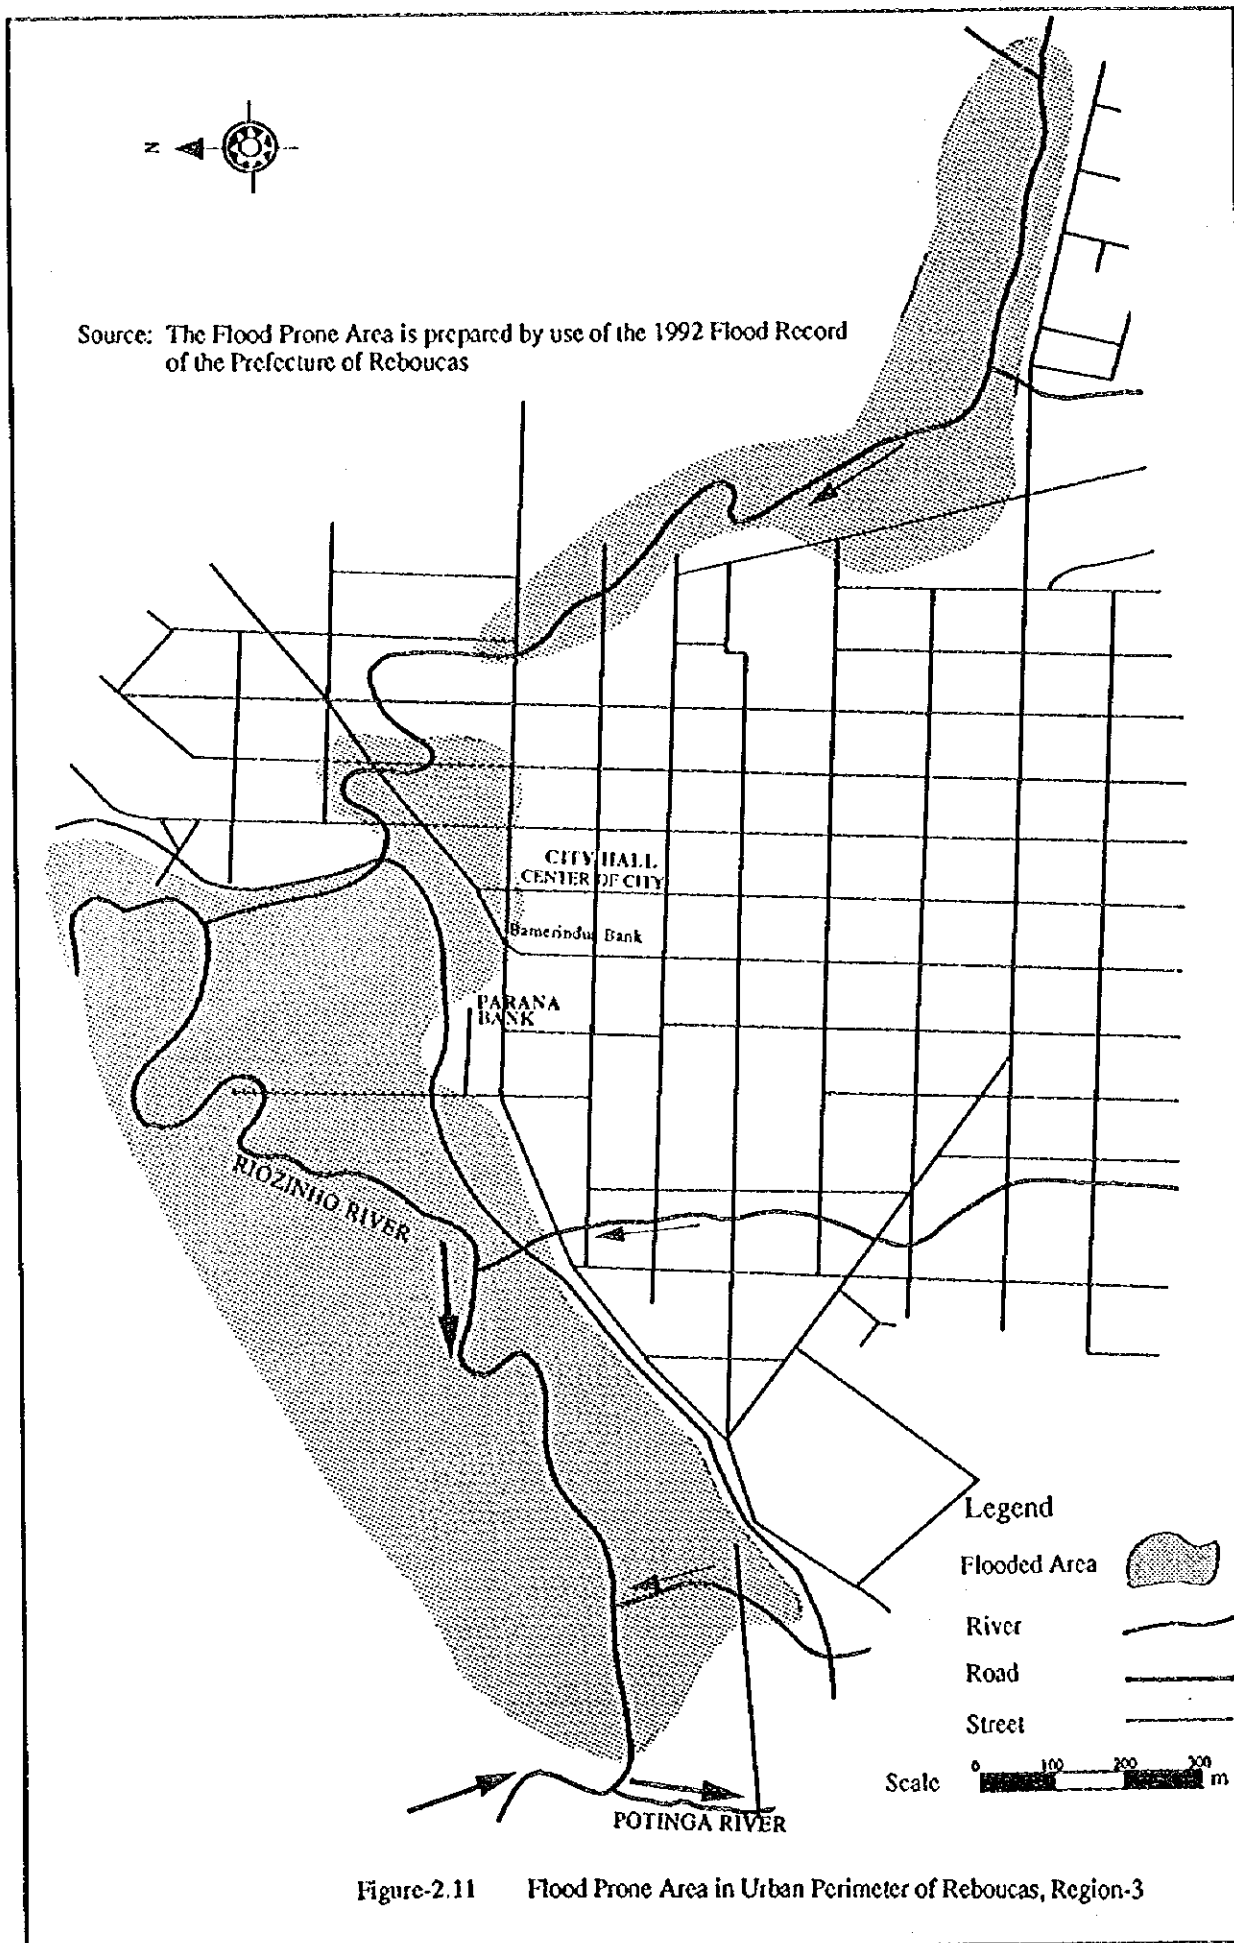 N
Source: The Flood Prone Area is prepared by use of the 1992 Flood Record
of the Prefecture of Reboucas
CITY HALL
CENTER OF CITY
Bamerindus Bank
PARANA
BANK
RIOZINHO RIVER
Legend
Flooded Area
River
Road
Street
Scale 0 100 200 300 m
POTINGA RIVER
Figure-2.11 Flood Prone Area in Urban Perimeter of Reboucas, Region-3